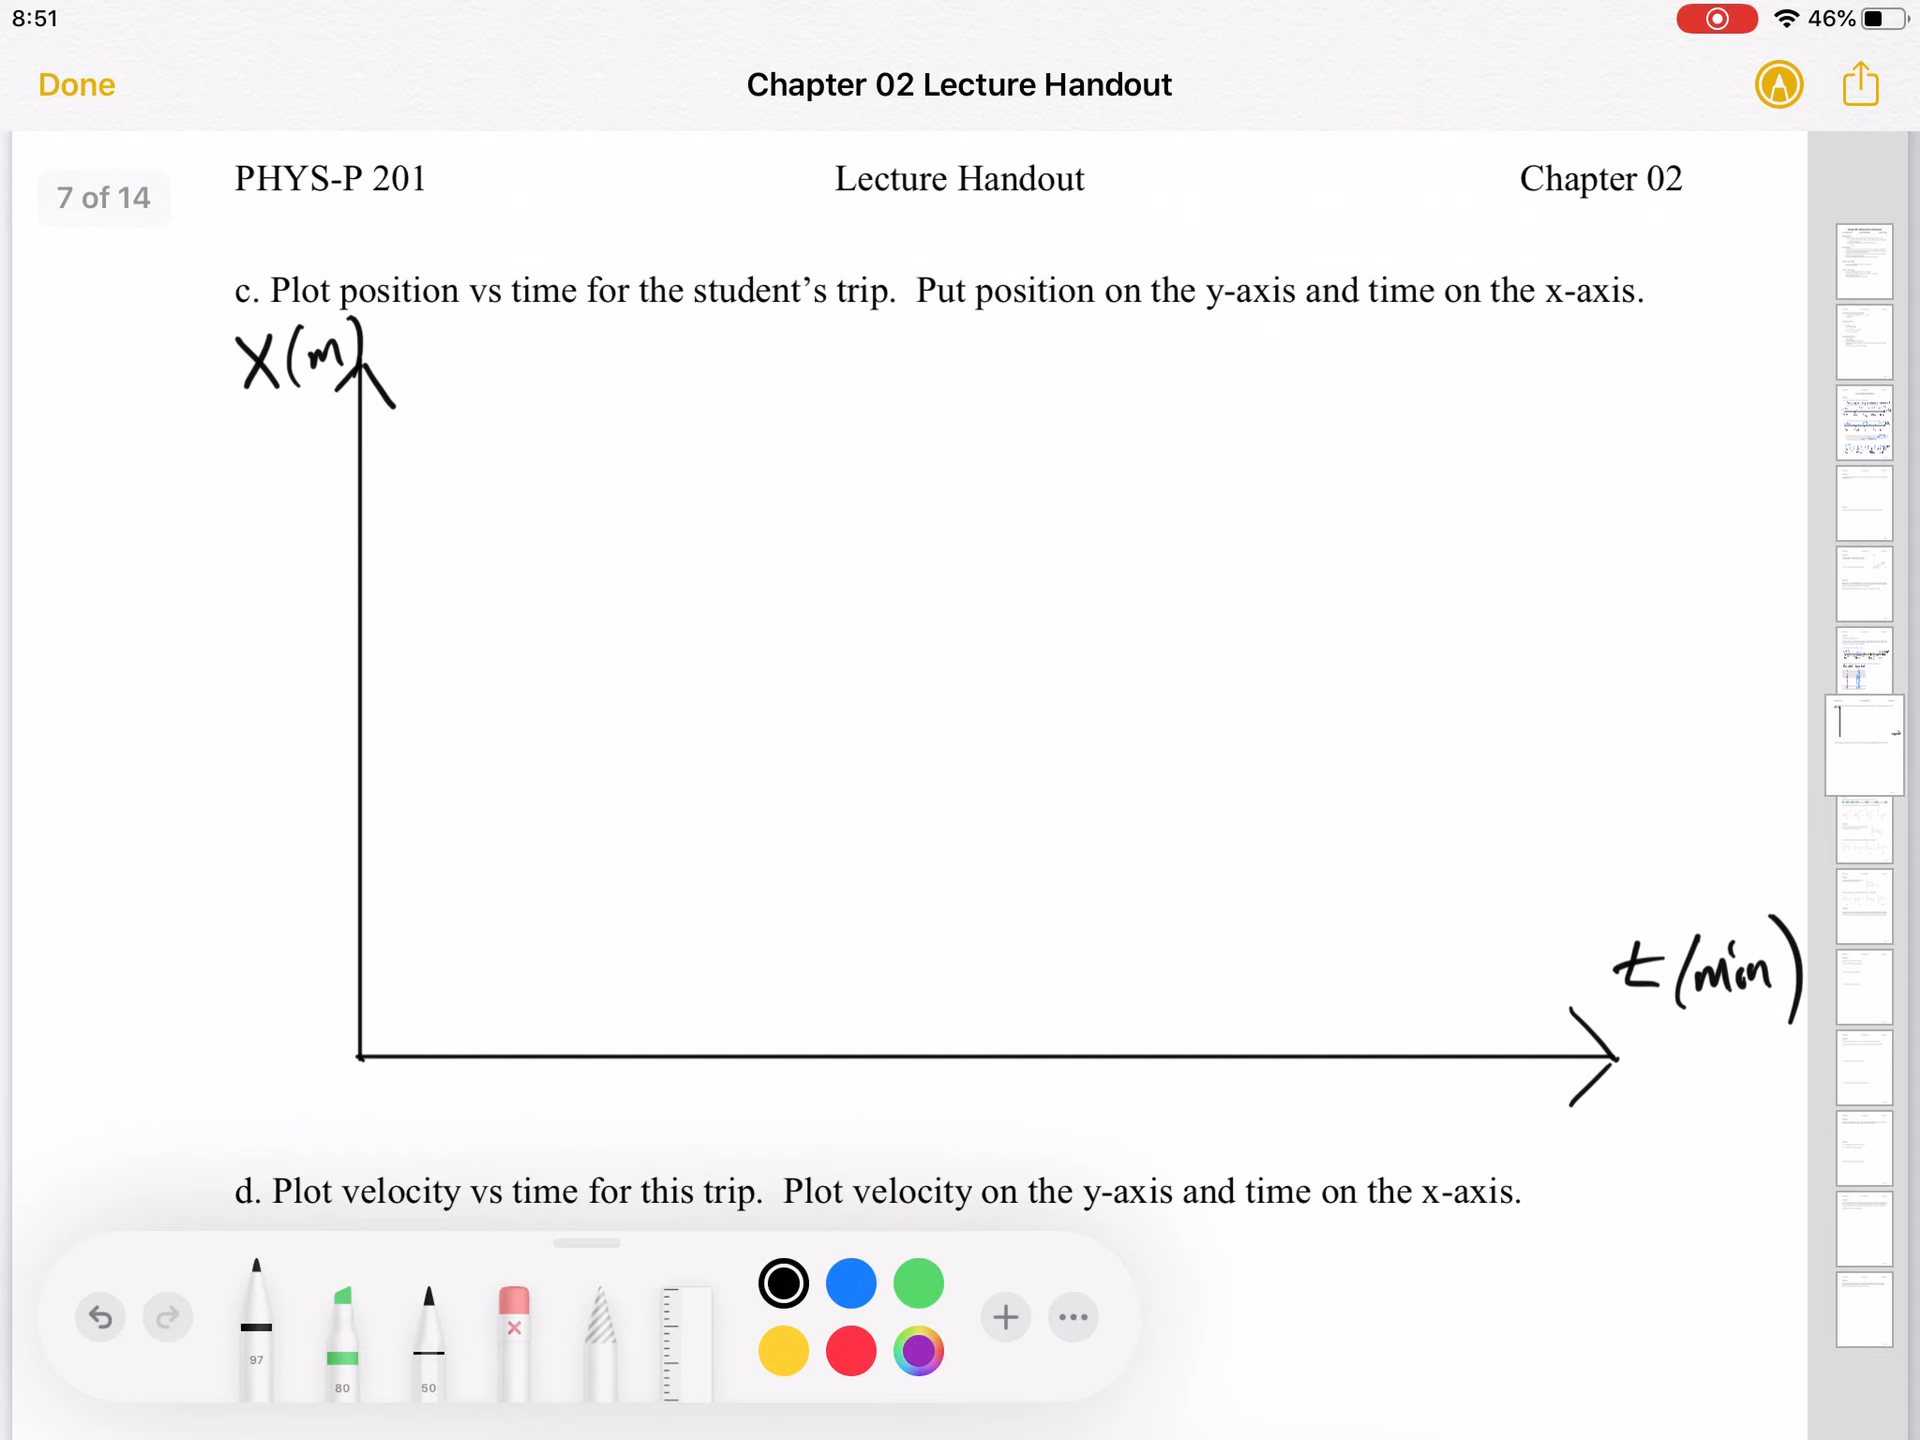 8:51
46%
Done
Chapter 02 Lecture Handout
7 of 14
PHYS-P 201
Lecture Handout
Chapter 02
c. Plot position vs time for the student’s trip.  Put position on the y-axis and time on the x-axis.
X(m)
t(min)
d. Plot velocity vs time for this trip.  Plot velocity on the y-axis and time on the x-axis.
97
80
50